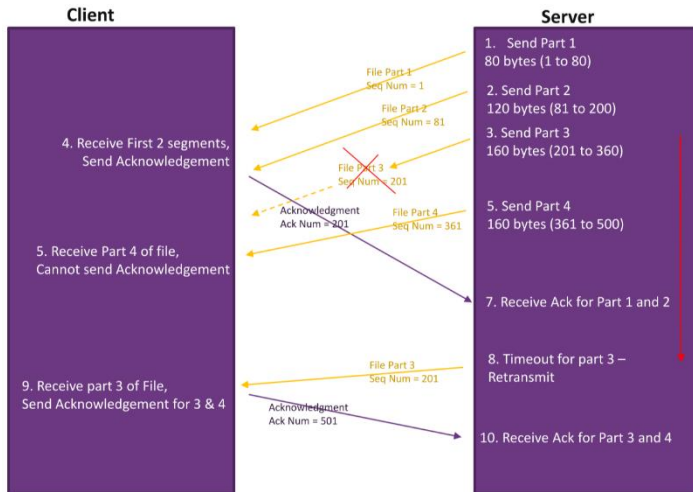 Client
Server
1. Send Part 1
80 bytes (1 to 80)
File Part 1
Seq Num = 1
2. Send Part 2
120 bytes (81 to 200)
File Part 2
Seq Num = 81
3. Send Part 3
160 bytes (201 to 360)
4. Receive First 2 segments,
Send Acknowledgement
File Part 3
Seq Num = 201
Acknowledgment
Ack Num = 201
File Part 4
Seq Num = 361
5. Send Part 4
160 bytes (361 to 500)
5. Receive Part 4 of file,
Cannot send Acknowledgement
7. Receive Ack for Part 1 and 2
8. Timeout for part 3 –
Retransmit
File Part 3
Seq Num = 201
9. Receive part 3 of File,
Send Acknowledgement for 3 & 4
Acknowledgment
Ack Num = 501
10. Receive Ack for Part 3 and 4